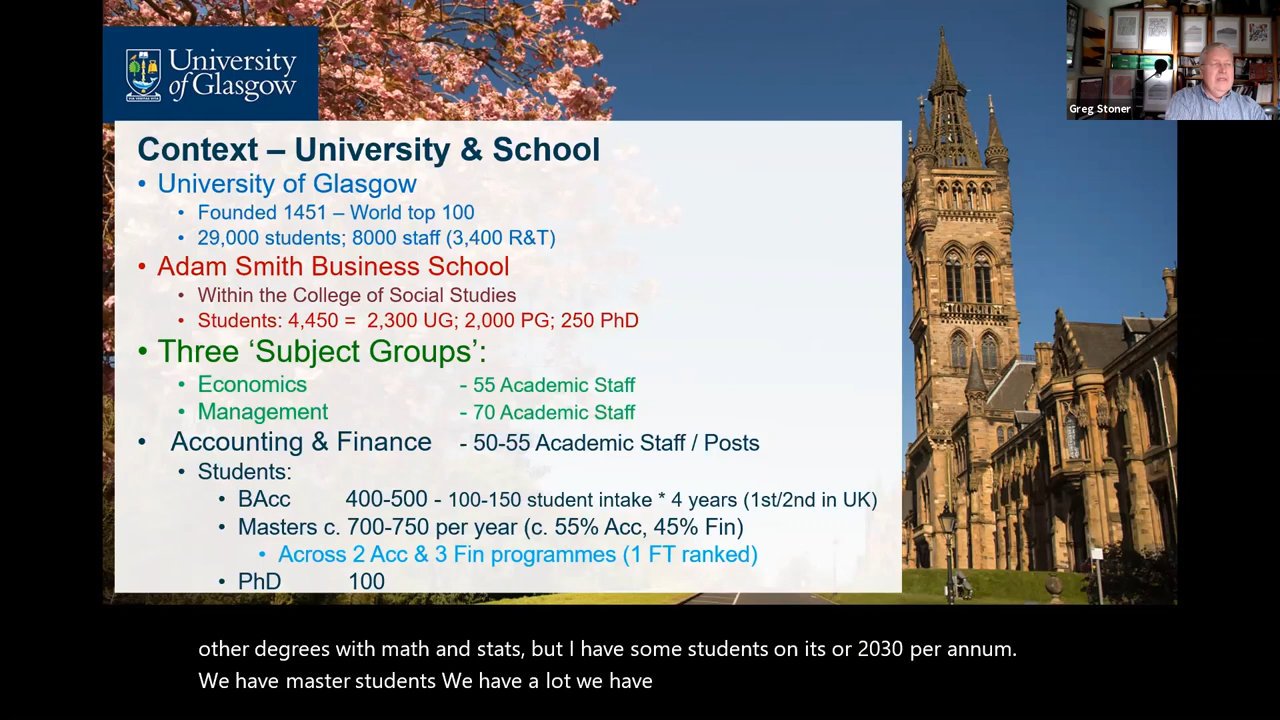 University
of Glasgow
Greg Stoner
Context – University & School
• University of Glasgow
• Founded 1451 – World top 100
• 29,000 students; 8000 staff (3,400 R&T)
• Adam Smith Business School
• Within the College of Social Studies
• Students: 4,450 = 2,300 UG; 2,000 PG; 250 PhD
• Three ‘Subject Groups’:
• Economics - 55 Academic Staff
• Management - 70 Academic Staff
• Accounting & Finance - 50-55 Academic Staff / Posts
• Students:
• BAcc 400-500 - 100-150 student intake * 4 years (1st/2nd in UK)
• Masters c. 700-750 per year (c. 55% Acc, 45% Fin)
• Across 2 Acc & 3 Fin programmes (1 FT ranked)
• PhD 100
other degrees with math and stats, but I have some students on its or 2030 per annum.
We have master students We have a lot we have